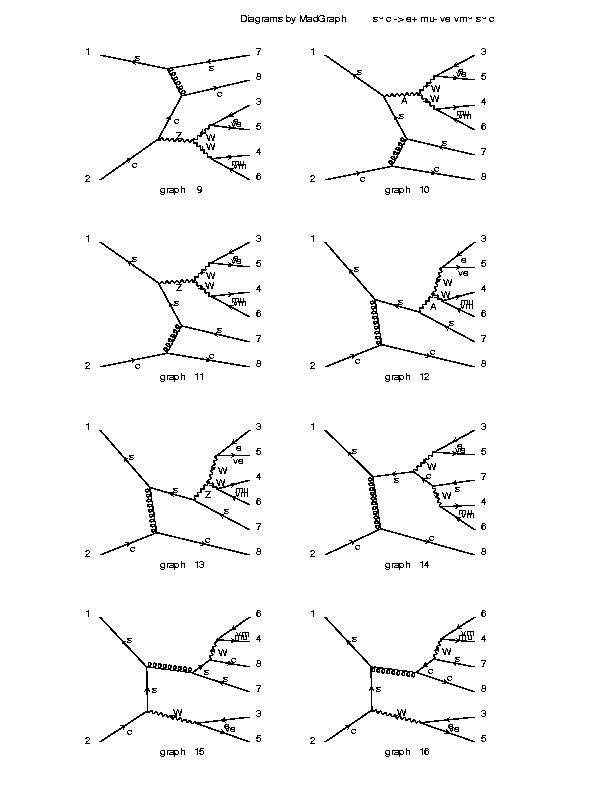 Diagrams by MadGraph s~ c -> e+ mu- ve vm~ s~ c
1 s s 7
8
c
3
c e
ve 5
W
Z W 4
mu
vm
2 c 6
graph 9
1 s 3
e
ve 5
W
A W 4
mu
vm
s 6
s 7
2 c c 8
graph 10
1 s 3
e
ve 5
W
Z W 4
mu
vm
s 6
s 7
2 c c 8
graph 11
1 s 3
e
ve 5
W
W 4
mu
vm
s A 6
s 7
2 c c 8
graph 12
1 s 3
e
ve 5
W
W 4
mu
vm
s Z 6
s 7
2 c c 8
graph 13
1 s 3
e
ve 5
W
s c 7
W s 4
mu
vm
6
2 c c 8
graph 14
1 s 6
vm
mu 4
W
c 8
s s 7
s
W 3
2 c e
ve 5
graph 15
1 s 6
vm
mu 4
W
s 7
c c 8
s
W 3
2 c e
ve 5
graph 16